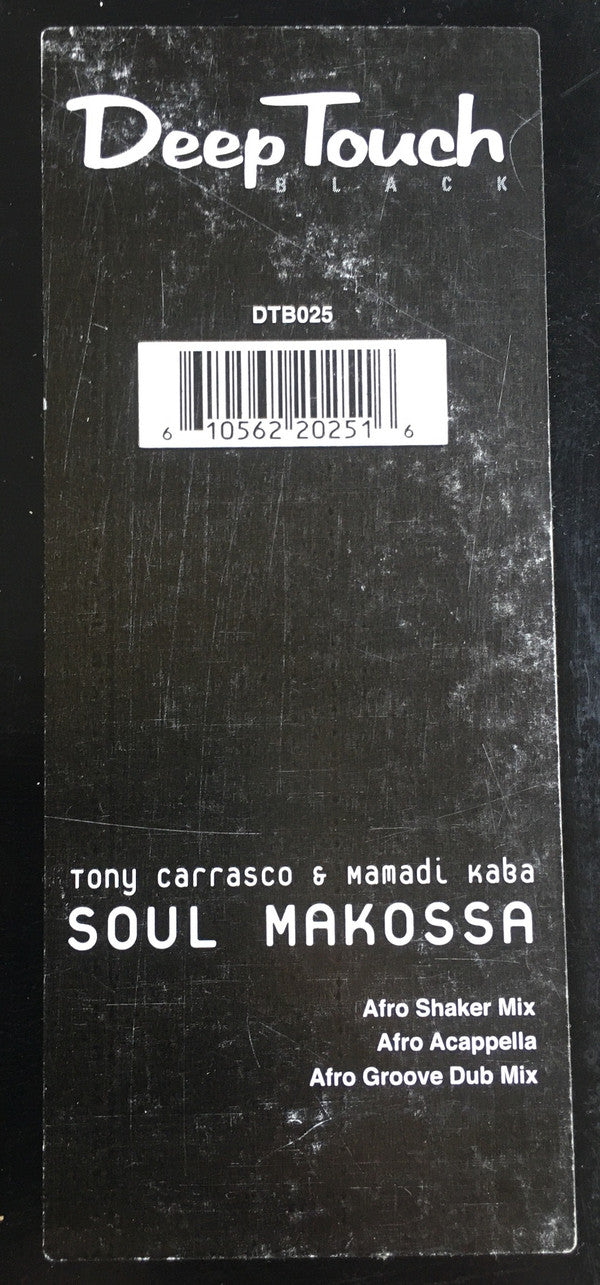 Deep Touch
BLACK
DTB025
6 10562 20251 6
Tony Carrasco & Mamadi Kaba
SOUL MAKOSSA
Afro Shaker Mix
Afro Acappella
Afro Groove Dub Mix